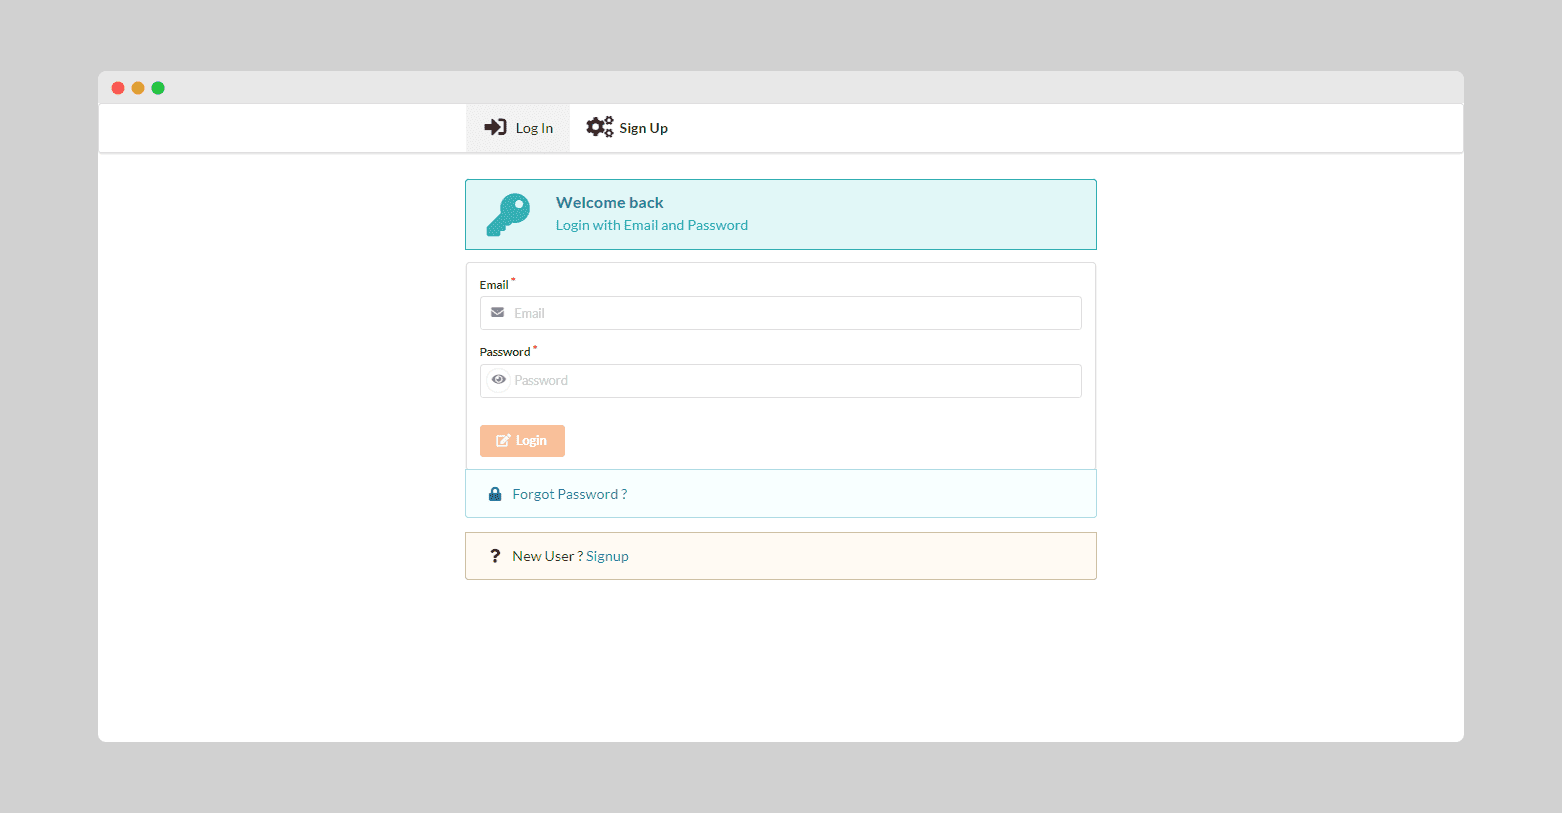 Log In
Sign Up
Welcome back
Login with Email and Password
Email *
Email
Password *
Password
Login
Forgot Password ?
New User ? Signup